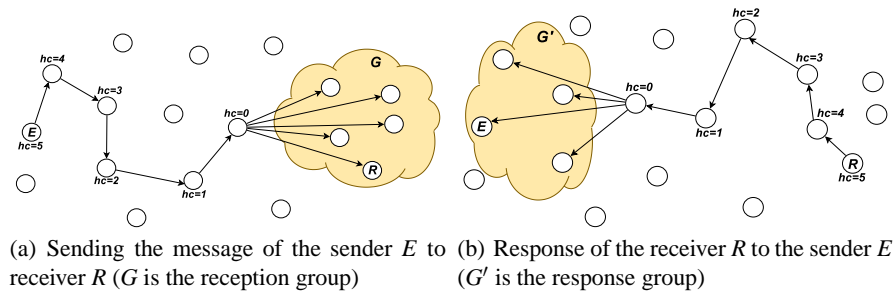 hc=4
G
hc=3
hc=0
E
hc=5
hc=2
hc=1
R
hc=2
G'
hc=3
hc=0
hc=4
E
hc=1
R
hc=5
(a) Sending the message of the sender E to
receiver R (G is the reception group)
(b) Response of the receiver R to the sender E
(G′ is the response group)